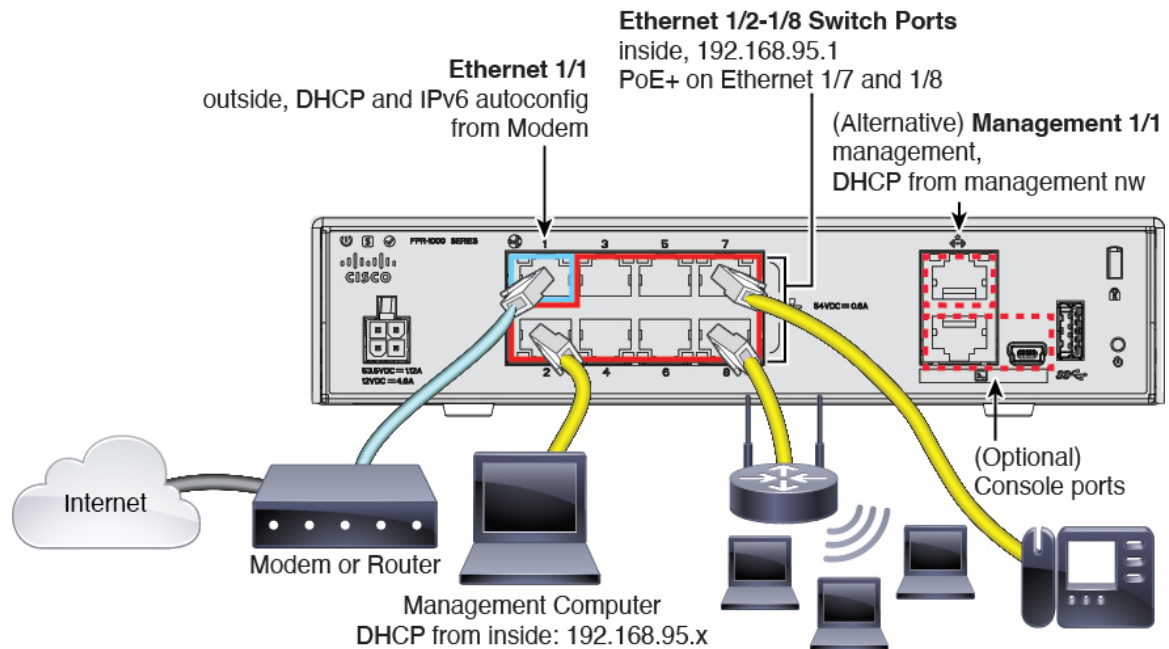 Ethernet 1/2-1/8 Switch Ports
inside, 192.168.95.1
PoE+ on Ethernet 1/7 and 1/8
Ethernet 1/1
outside, DHCP and IPv6 autoconfig
from Modem
(Alternative) Management 1/1
management,
DHCP from management nw
FPR-1000 SERIES
1 3 5 7
CISCO
54VDC⎓0.6A
53.5VDC⎓1.12A
12VDC⎓4.8A
2 4 6 8
Internet
Modem or Router
Management Computer
DHCP from inside: 192.168.95.x
(Optional)
Console ports